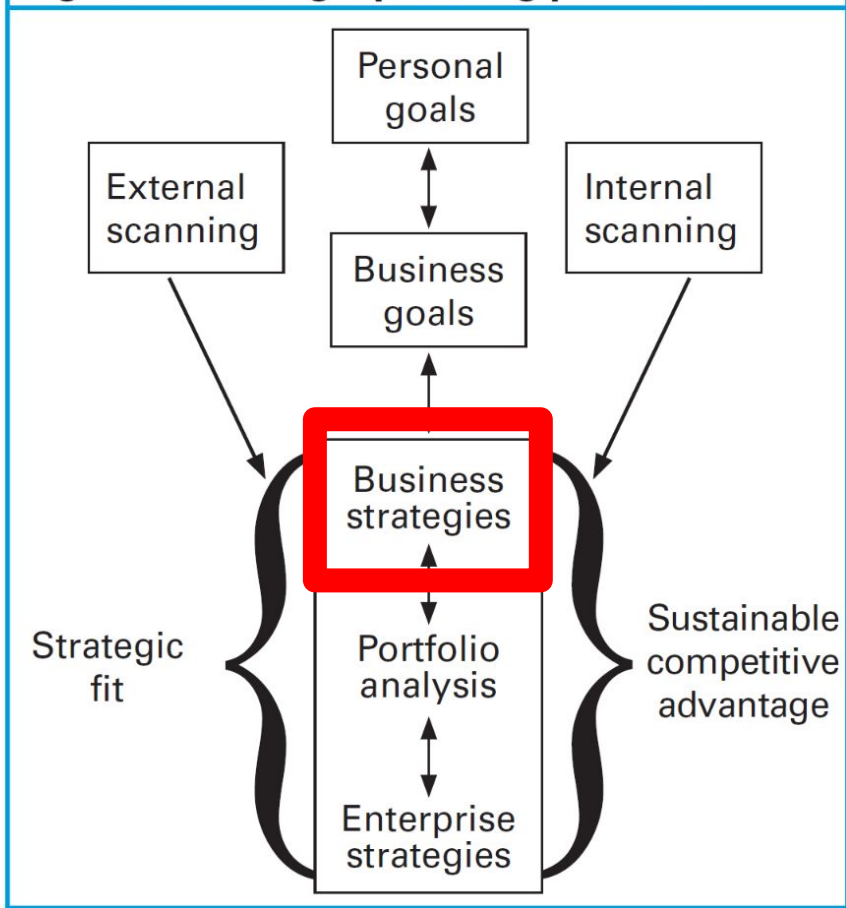 Personal
goals
External
scanning
Internal
scanning
Business
goals
Business
strategies
Strategic
fit
Portfolio
analysis
Sustainable
competitive
advantage
Enterprise
strategies